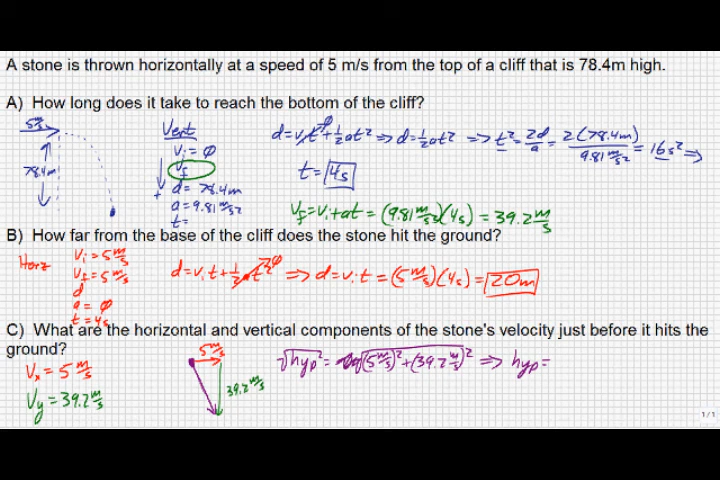 A stone is thrown horizontally at a speed of 5 m/s from the top of a cliff that is 78.4m high.
A) How long does it take to reach the bottom of the cliff?
5 m/s
78.4m
Vert
Vi = ϕ
Vf
d = 78.4m
a = 9.81 m/s²
t =
+
d = Vit + ½at² ⇒ d = ½at² ⇒ t² = 2d/a = 2(78.4m)/9.81 m/s² = 16s² ⇒
t = 4s
Vf = Vi + at = (9.81 m/s²)(4s) = 39.2 m/s
B) How far from the base of the cliff does the stone hit the ground?
Horz
Vi = 5 m/s
Vf = 5 m/s
d
a = ϕ
t = 4s
d = Vit + ½at² ⇒ d = Vit = (5 m/s)(4s) = 20m
C) What are the horizontal and vertical components of the stone's velocity just before it hits the
ground?
Vx = 5 m/s
Vy = 39.2 m/s
5 m/s
39.2 m/s
√hyp² = √(5 m/s)² + (39.2 m/s)² ⇒ hyp =
1/1